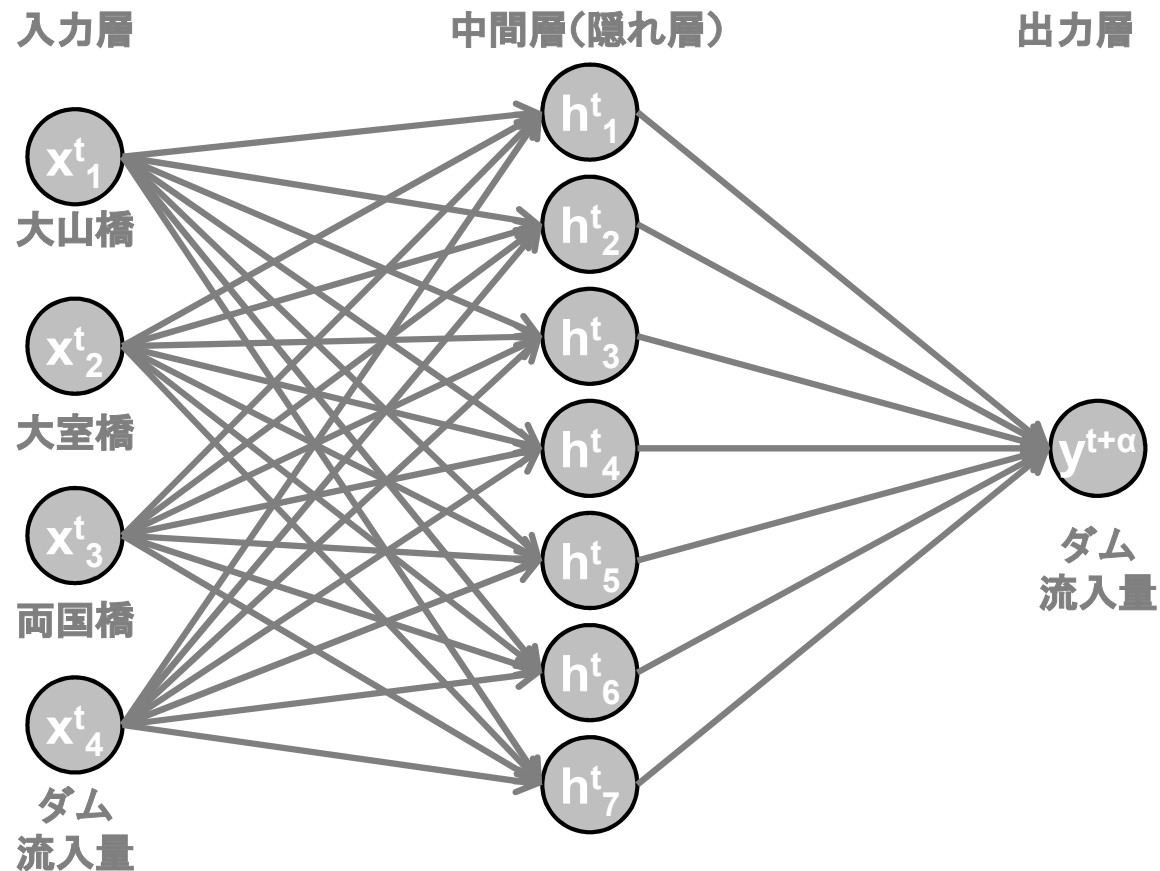 入力層
中間層(隠れ層)
出力層
xt1
大山橋
xt2
大室橋
xt3
両国橋
xt4
ダム
流入量
ht1
ht2
ht3
ht4
ht5
ht6
ht7
yt+α
ダム
流入量